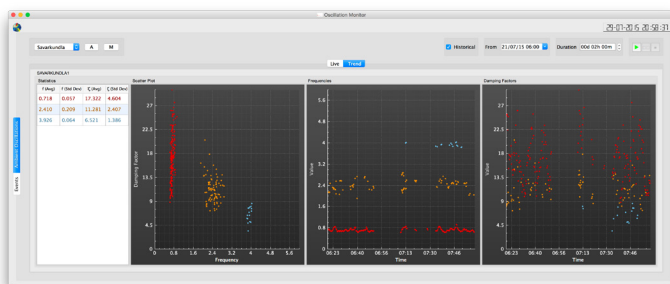 Oscillation Monitor
29-07-2015 20:58:37
Savarkundla A M Historical From 21/07/15 06:00 Duration 00d 02h 00m
Live Trend
SAVARKUNDLA1
Statistics Scatter Plot Frequencies Damping Factors
f (Avg) f (Std Dev) ζ (Avg) ζ (Std Dev)
0.718 0.057 17.322 4.604
2.410 0.209 11.281 2.407
3.926 0.064 6.521 1.386
Events
Damping Factor
27
22.5
18
13.5
9
4.5
0
0 0.8 1.6 2.4 3.2 4 4.8 5.6
Frequency
Value
5.6
4.8
4
3.2
2.4
1.6
0.8
0
06:23 06:40 06:57 07:13 07:30 07:46
Time
Value
27
22.5
18
13.5
9
4.5
0
06:23 06:40 06:57 07:13 07:30 07:46
Time